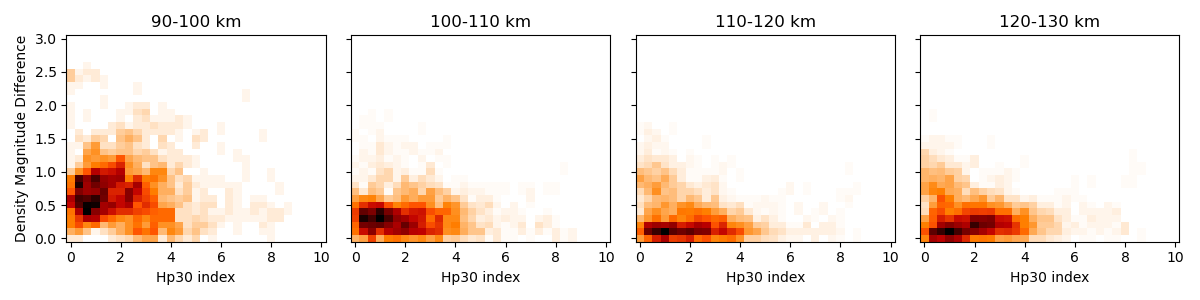 90-100 km
100-110 km
110-120 km
120-130 km
Density Magnitude Difference
3.0
2.5
2.0
1.5
1.0
0.5
0.0
0 2 4 6 8 10
0 2 4 6 8 10
0 2 4 6 8 10
0 2 4 6 8 10
Hp30 index
Hp30 index
Hp30 index
Hp30 index